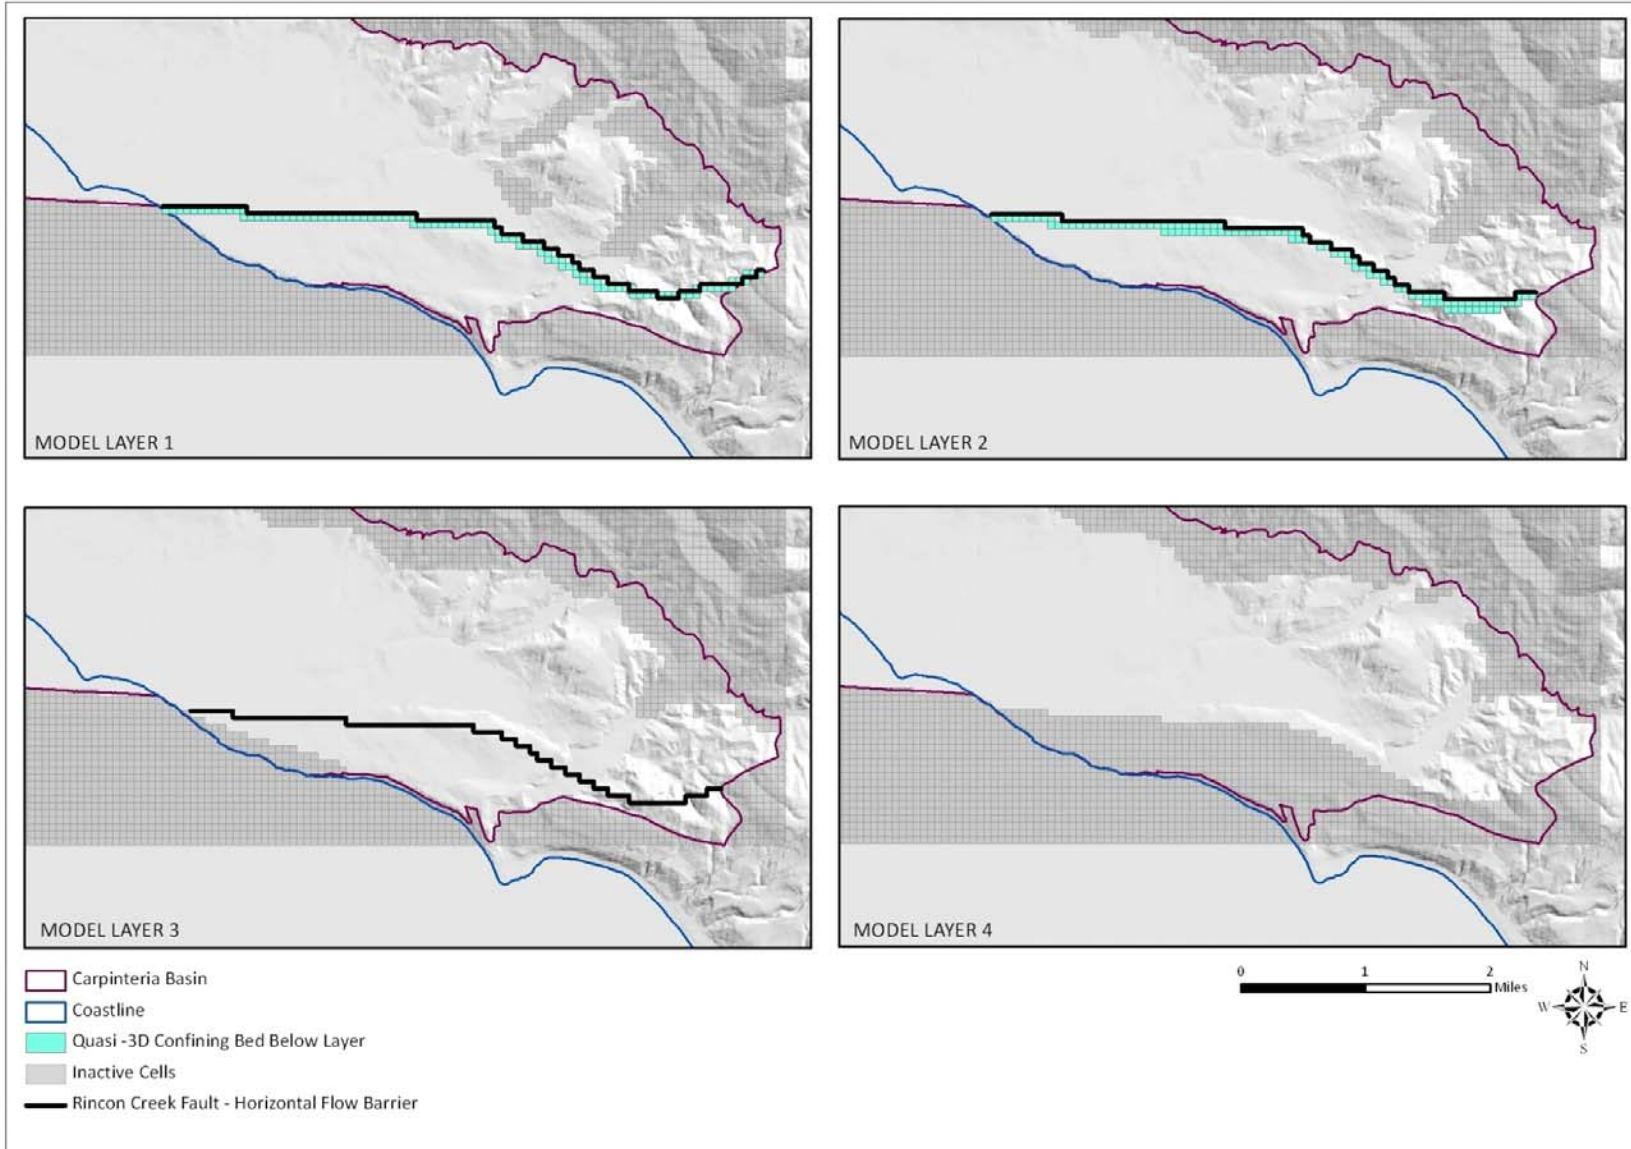 MODEL LAYER 1
MODEL LAYER 2
MODEL LAYER 3
MODEL LAYER 4
Carpinteria Basin
Coastline
Quasi -3D Confining Bed Below Layer
Inactive Cells
Rincon Creek Fault - Horizontal Flow Barrier
0 1 2
Miles
N
W E
S